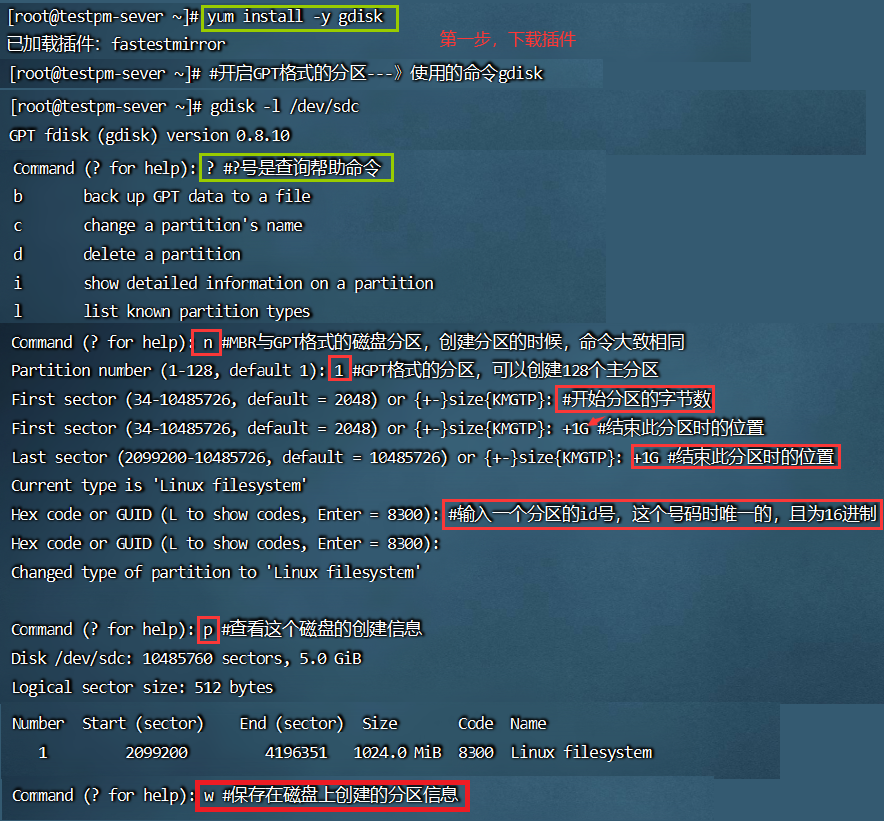 [root@testpm-sever ~]# yum install -y gdisk
已加载插件：fastestmirror
第一步，下载插件
[root@testpm-sever ~]# #开启GPT格式的分区---》使用的命令gdisk
[root@testpm-sever ~]# gdisk -l /dev/sdc
GPT fdisk (gdisk) version 0.8.10
Command (? for help): ? #?号是查询帮助命令
b back up GPT data to a file
c change a partition's name
d delete a partition
i show detailed information on a partition
l list known partition types
Command (? for help): n #MBR与GPT格式的磁盘分区，创建分区的时候，命令大致相同
Partition number (1-128, default 1): 1 #GPT格式的分区，可以创建128个主分区
First sector (34-10485726, default = 2048) or {+-}size{KMGTP}: #开始分区的字节数
First sector (34-10485726, default = 2048) or {+-}size{KMGTP}: +1G #结束此分区时的位置
Last sector (2099200-10485726, default = 10485726) or {+-}size{KMGTP}: +1G #结束此分区时的位置
Current type is 'Linux filesystem'
Hex code or GUID (L to show codes, Enter = 8300): #输入一个分区的id号，这个号码时唯一的，且为16进制
Hex code or GUID (L to show codes, Enter = 8300):
Changed type of partition to 'Linux filesystem'
Command (? for help): p #查看这个磁盘的创建信息
Disk /dev/sdc: 10485760 sectors, 5.0 GiB
Logical sector size: 512 bytes
Number Start (sector) End (sector) Size Code Name
1 2099200 4196351 1024.0 MiB 8300 Linux filesystem
Command (? for help): w #保存在磁盘上创建的分区信息